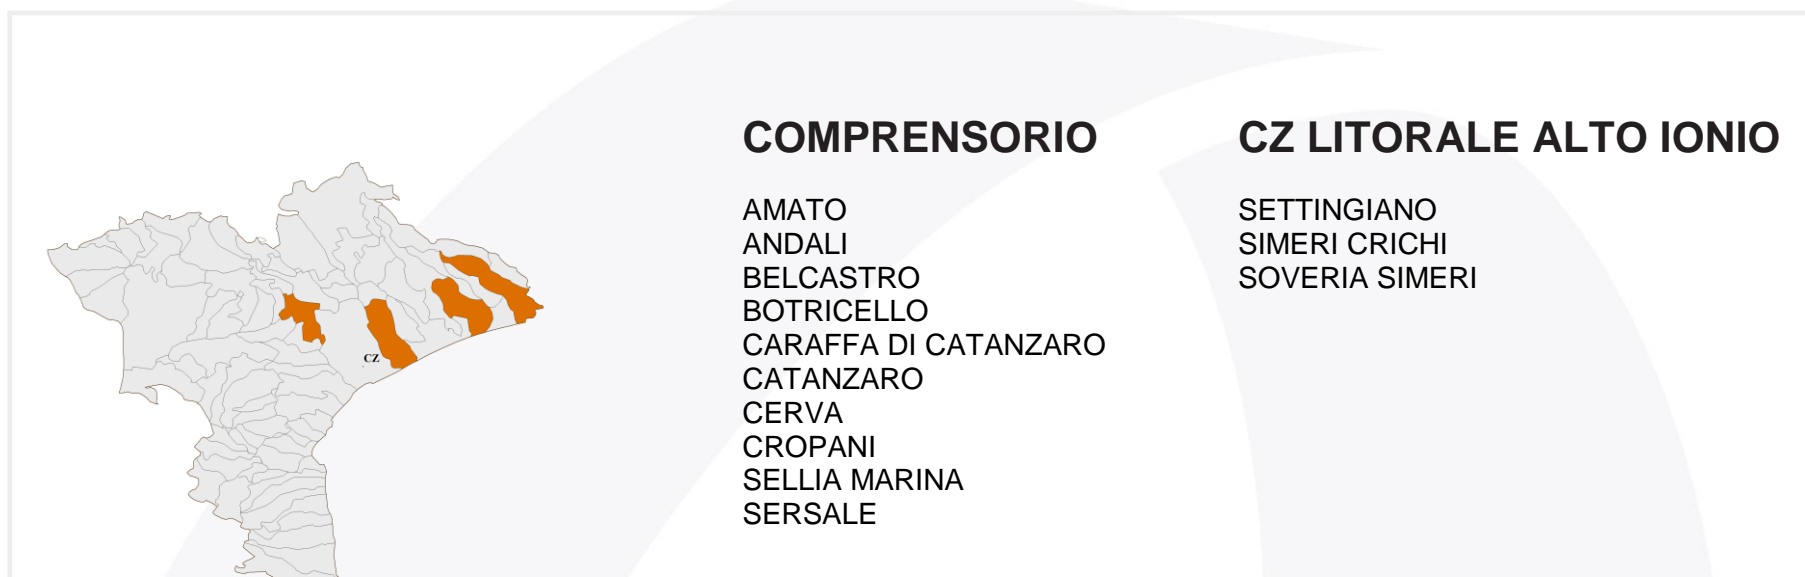 COMPRENSORIO CZ LITORALE ALTO IONIO
AMATO
ANDALI
BELCASTRO
BOTRICELLO
CARAFFA DI CATANZARO
CATANZARO
CERVA
CROPANI
SELLIA MARINA
SERSALE
SETTINGIANO
SIMERI CRICHI
SOVERIA SIMERI
CZ